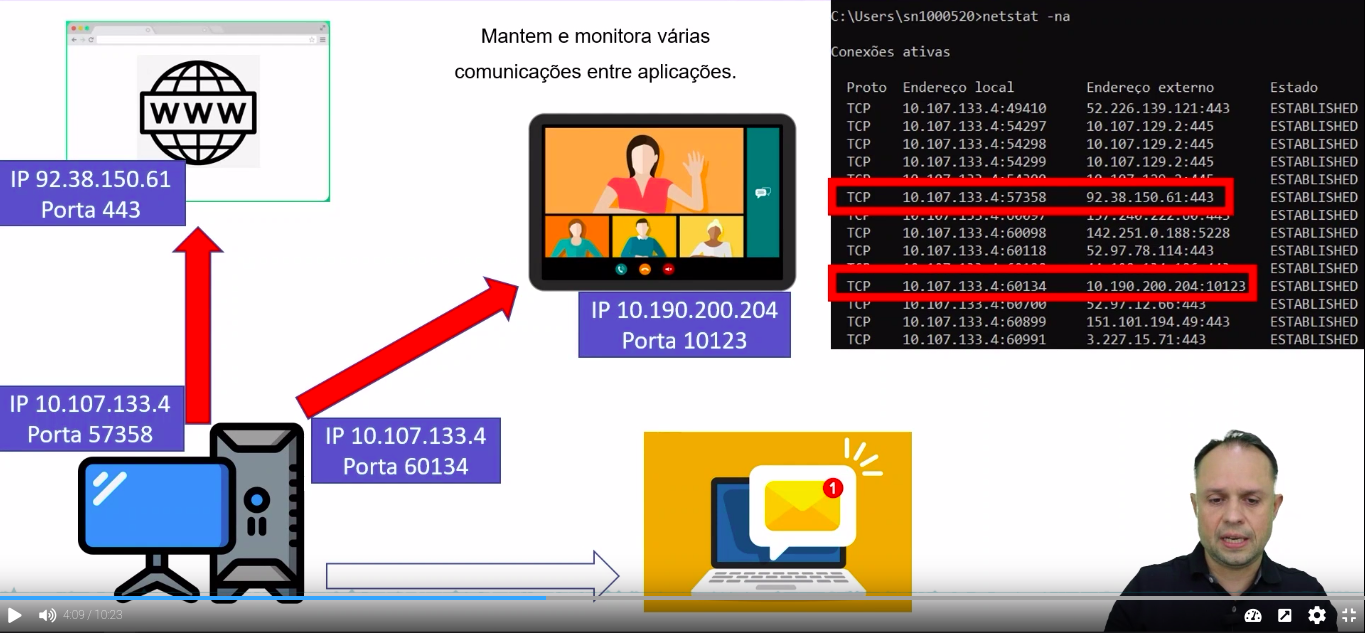 Mantem e monitora várias
comunicações entre aplicações.
WWW
IP 92.38.150.61
Porta 443
IP 10.190.200.204
Porta 10123
IP 10.107.133.4
Porta 57358
IP 10.107.133.4
Porta 60134
1
C:\Users\sn1000520>netstat -na
Conexões ativas
Proto Endereço local Endereço externo Estado
TCP 10.107.133.4:49410 52.226.139.121:443 ESTABLISHED
TCP 10.107.133.4:54297 10.107.129.2:445 ESTABLISHED
TCP 10.107.133.4:54298 10.107.129.2:445 ESTABLISHED
TCP 10.107.133.4:54299 10.107.129.2:445 ESTABLISHED
ESTABLISHED
TCP 10.107.133.4:57358 92.38.150.61:443 ESTABLISHED
ESTABLISHED
TCP 10.107.133.4:60098 142.251.0.188:5228 ESTABLISHED
TCP 10.107.133.4:60118 52.97.78.114:443 ESTABLISHED
ESTABLISHED
TCP 10.107.133.4:60134 10.190.200.204:10123 ESTABLISHED
TCP 10.107.133.4:60700 52.97.12.66:443 ESTABLISHED
TCP 10.107.133.4:60899 151.101.194.49:443 ESTABLISHED
TCP 10.107.133.4:60991 3.227.15.71:443 ESTABLISHED
4:09 / 10:23